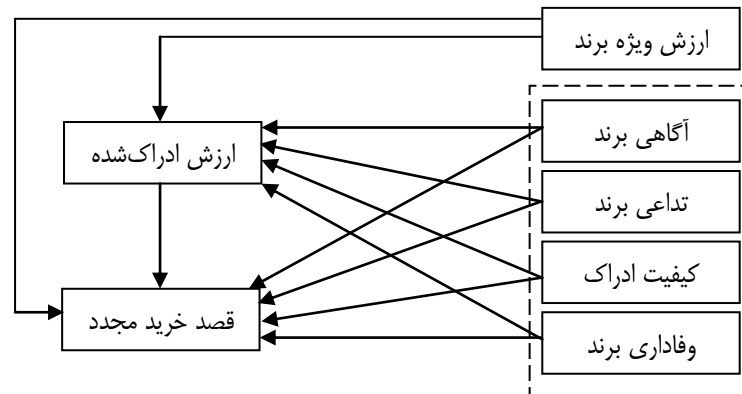 ارزش ویژه برند
آگاهی برند
ارزش ادراک‌شده
تداعی برند
کیفیت ادراک
قصد خرید مجدد
وفاداری برند